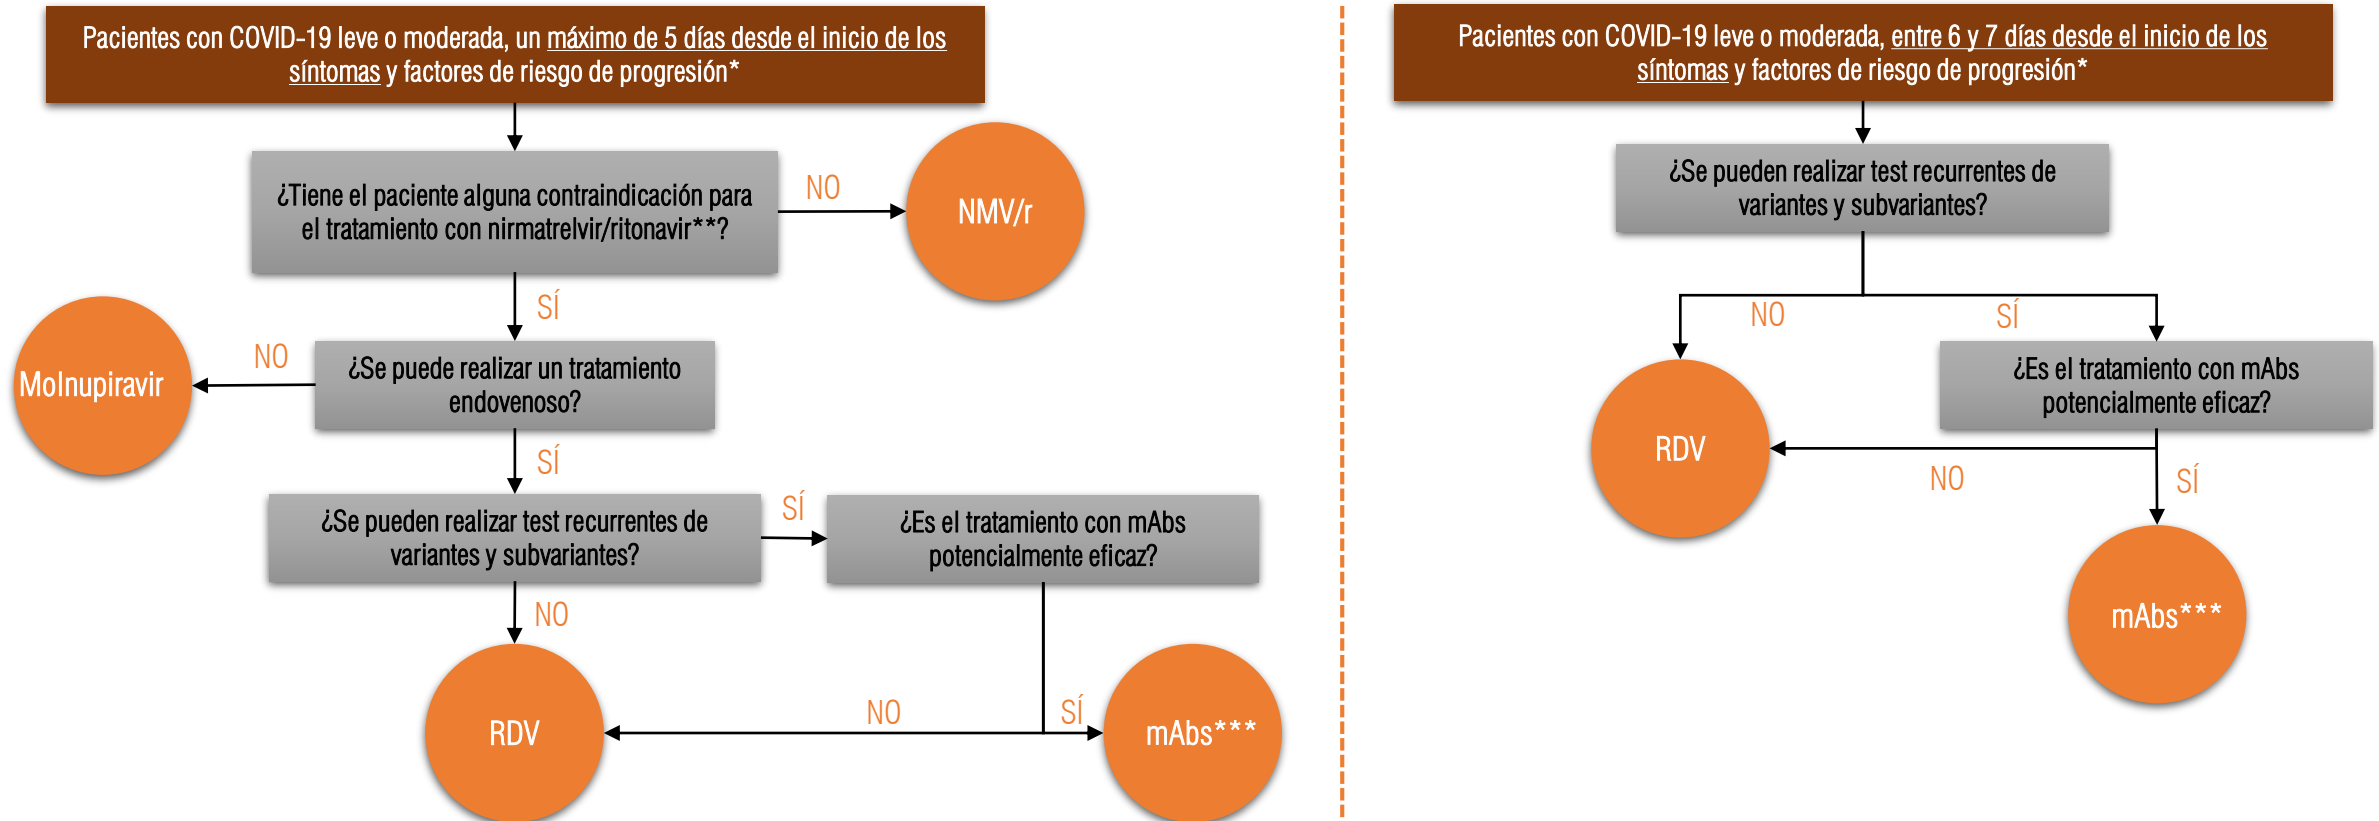 Pacientes con COVID-19 leve o moderada, un máximo de 5 días desde el inicio de los
síntomas y factores de riesgo de progresión*
¿Tiene el paciente alguna contraindicación para
el tratamiento con nirmatrelvir/ritonavir**?
NO
NMV/r
SÍ
¿Se puede realizar un tratamiento
endovenoso?
NO
Molnupiravir
SÍ
¿Se pueden realizar test recurrentes de
variantes y subvariantes?
SÍ
¿Es el tratamiento con mAbs
potencialmente eficaz?
NO
RDV
NO
SÍ
mAbs***
Pacientes con COVID-19 leve o moderada, entre 6 y 7 días desde el inicio de los
síntomas y factores de riesgo de progresión*
¿Se pueden realizar test recurrentes de
variantes y subvariantes?
NO
SÍ
¿Es el tratamiento con mAbs
potencialmente eficaz?
RDV
NO
SÍ
mAbs***